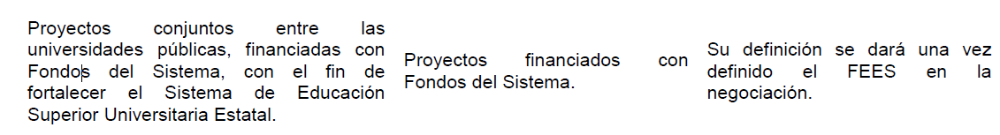 Proyectos conjuntos entre las
universidades públicas, financiadas con
Fondos del Sistema, con el fin de
fortalecer el Sistema de Educación
Superior Universitaria Estatal.
Proyectos financiados con
Fondos del Sistema.
Su definición se dará una vez
definido el FEES en la
negociación.